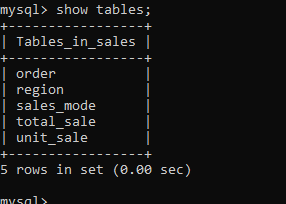 mysql> show tables;
+-----------------+
| Tables_in_sales |
+-----------------+
| order           |
| region          |
| sales_mode      |
| total_sale      |
| unit_sale       |
+-----------------+
5 rows in set (0.00 sec)
mysql>